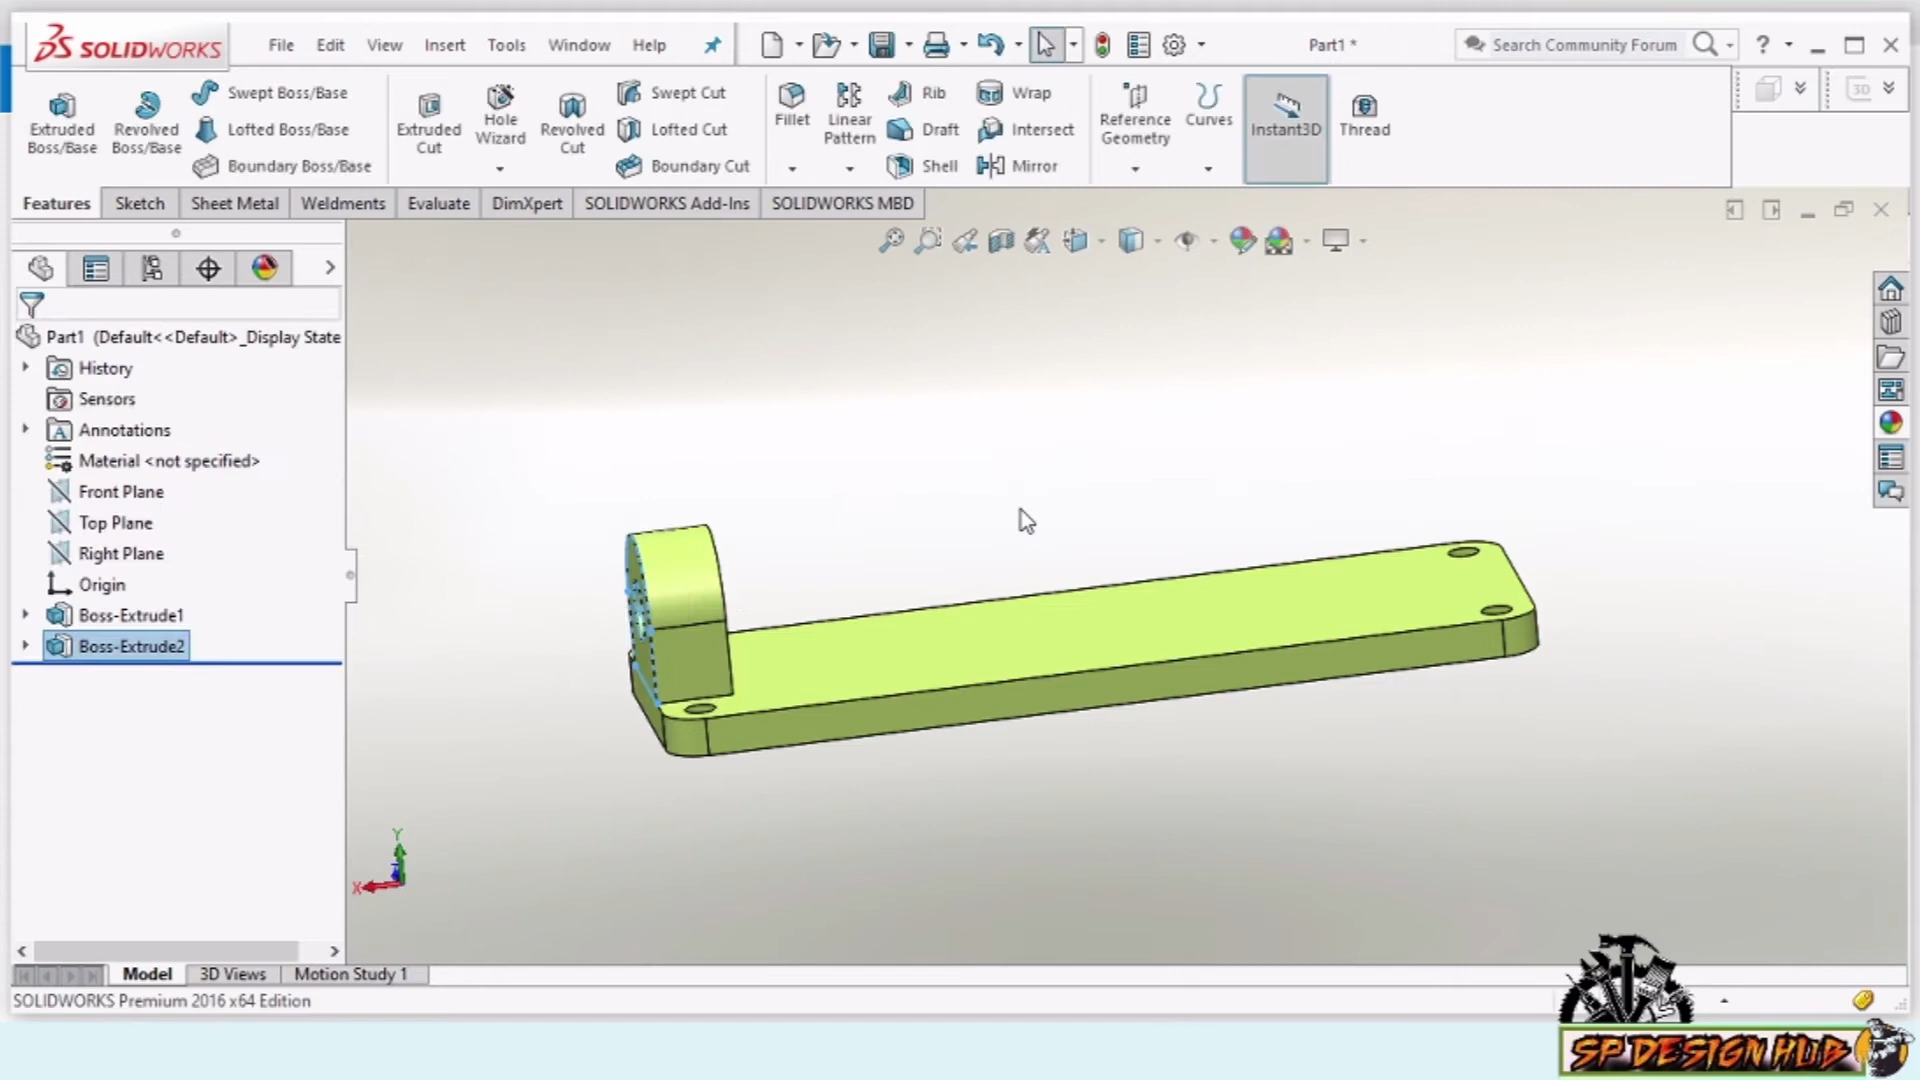 SOLIDWORKS File Edit View Insert Tools Window Help Part1 * Search Community Forum ?
Extruded Boss/Base
Revolved Boss/Base
Swept Boss/Base
Lofted Boss/Base
Boundary Boss/Base
Extruded Cut
Hole Wizard
Revolved Cut
Swept Cut
Lofted Cut
Boundary Cut
Fillet
Linear Pattern
Rib
Draft
Shell
Wrap
Intersect
Mirror
Reference Geometry
Curves
Instant3D
Thread
3D
Features Sketch Sheet Metal Weldments Evaluate DimXpert SOLIDWORKS Add-Ins SOLIDWORKS MBD
Part1 (Default<<Default>_Display State
History
Sensors
Annotations
Material <not specified>
Front Plane
Top Plane
Right Plane
Origin
Boss-Extrude1
Boss-Extrude2
Y
X
Model 3D Views Motion Study 1
SOLIDWORKS Premium 2016 x64 Edition
SP DESIGN HUB